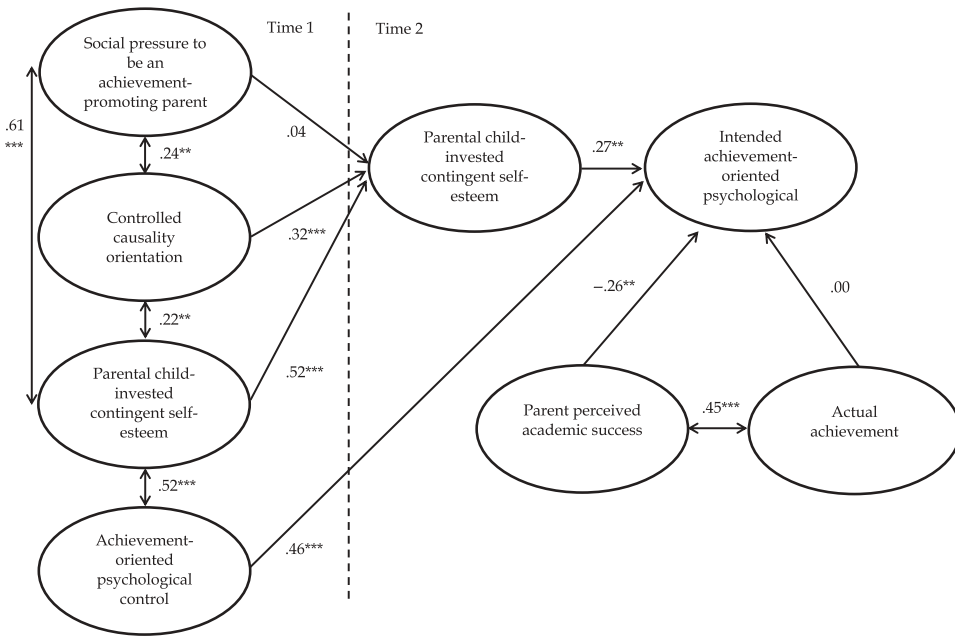 Time 1
Time 2
Social pressure to
be an
achievement-
promoting parent
.61
***
.04
.24**
Parental child-
invested
contingent self-
esteem
.27**
Intended
achievement-
oriented
psychological
Controlled
causality
orientation
.32***
−.26**
.00
.22**
Parental child-
invested
contingent self-
esteem
.52***
Parent perceived
academic success
.45***
Actual
achievement
.52***
Achievement-
oriented
psychological
control
.46***